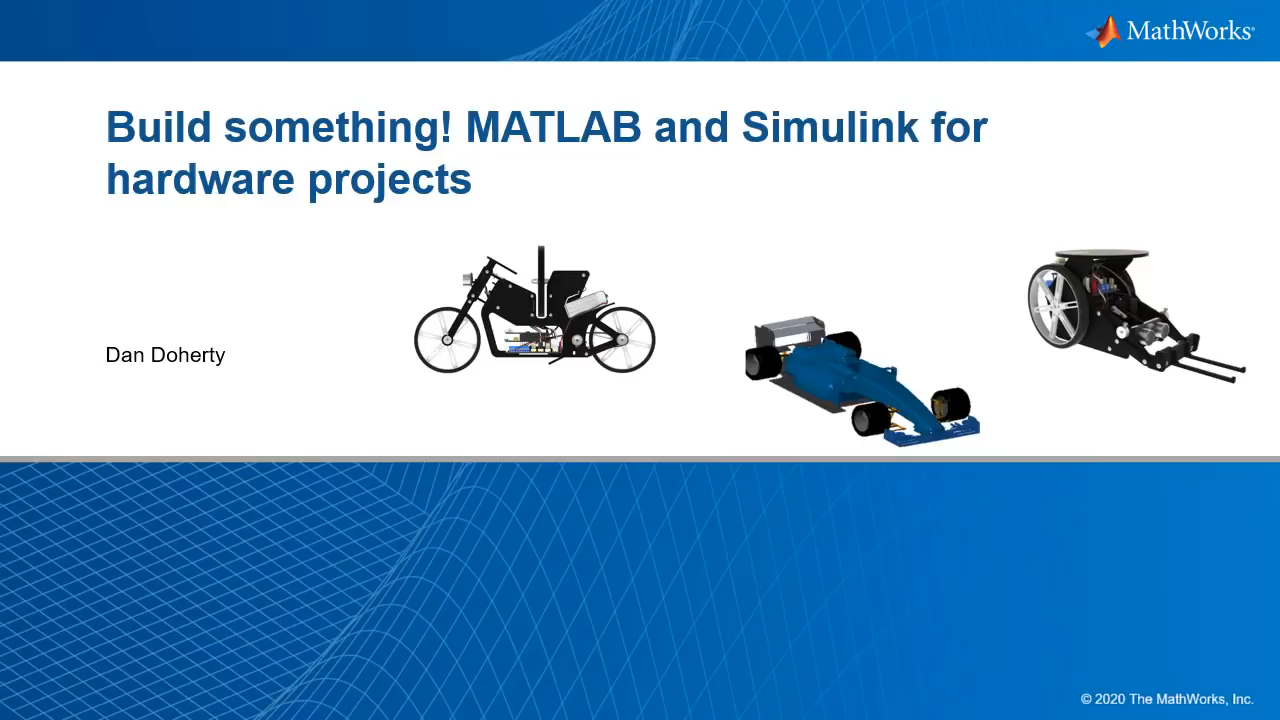 MathWorks®
Build something! MATLAB and Simulink for
hardware projects
Dan Doherty
© 2020 The MathWorks, Inc.